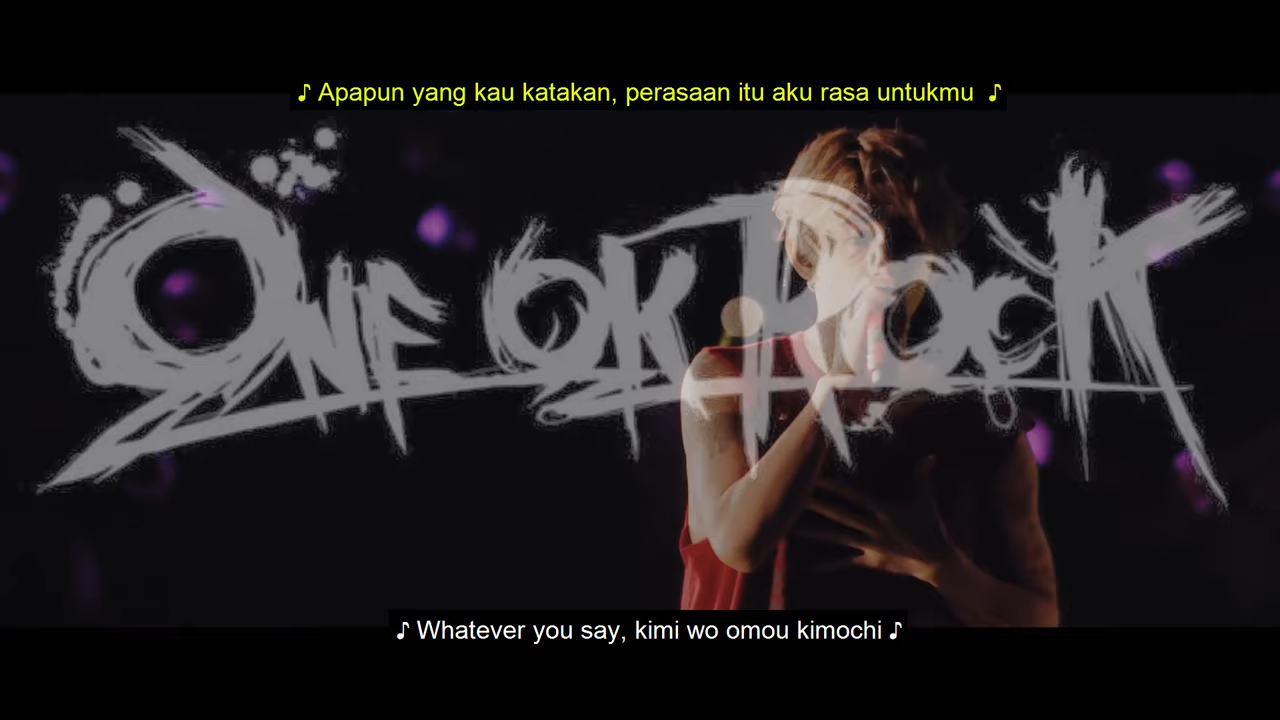 ♪ Apapun yang kau katakan, perasaan itu aku rasa untukmu ♪
ONE OK ROCK
♪ Whatever you say, kimi wo omou kimochi ♪